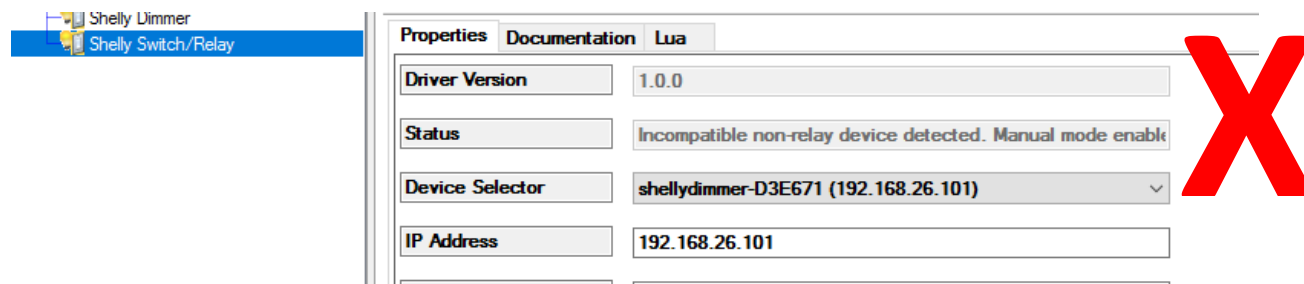 Shelly Dimmer
Shelly Switch/Relay
Properties Documentation Lua
Driver Version 1.0.0
Status Incompatible non-relay device detected. Manual mode enable
Device Selector shellydimmer-D3E671 (192.168.26.101)
IP Address 192.168.26.101
X